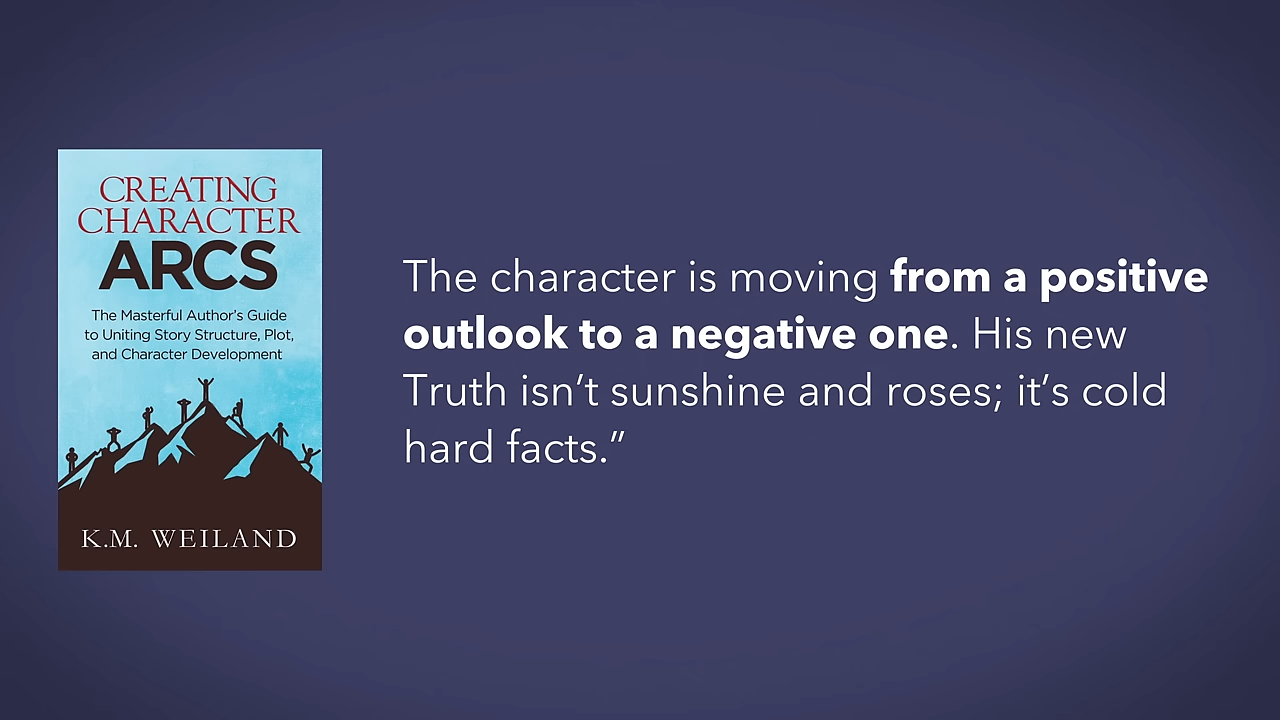 CREATING
CHARACTER
ARCS
The Masterful Author's Guide
to Uniting Story Structure, Plot,
and Character Development
K.M. WEILAND
The character is moving from a positive
outlook to a negative one. His new
Truth isn’t sunshine and roses; it’s cold
hard facts.”